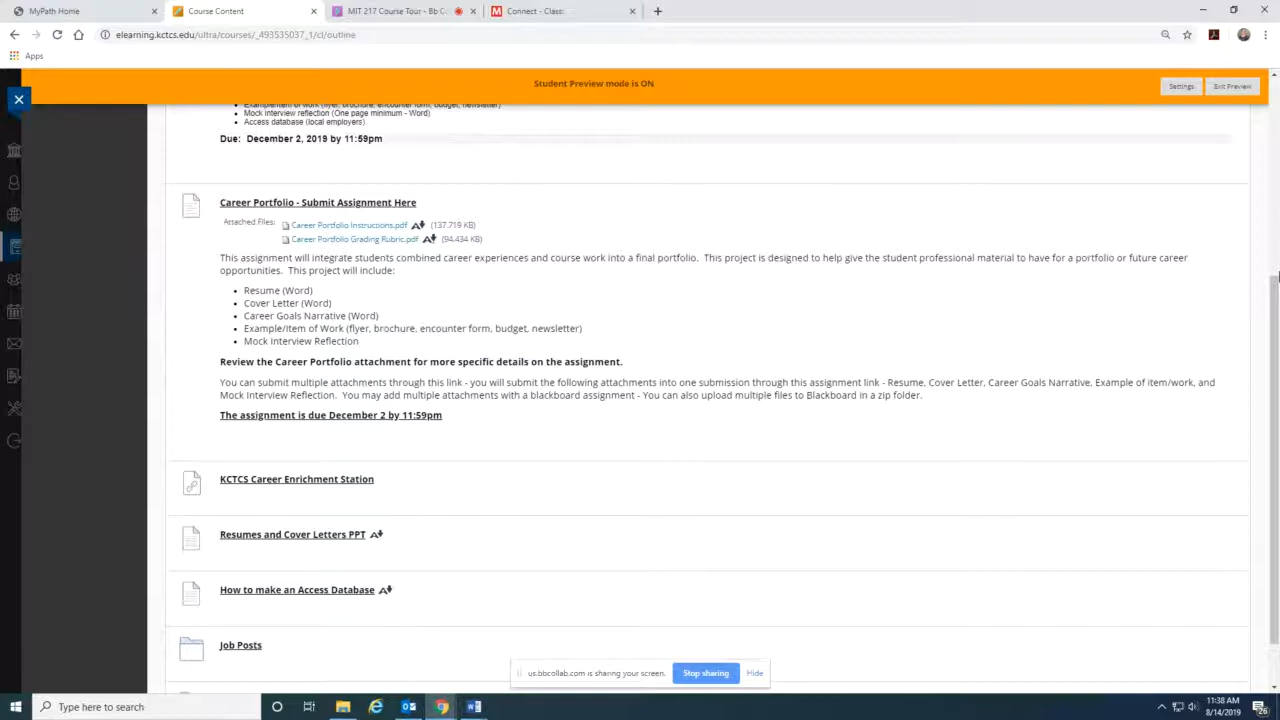 MyPath Home
Course Content
MIT 217 Course Tour - Bb Co
Connect - Class:
elearning.kctcs.edu/ultra/courses/_493535037_1/cl/outline
Apps
Student Preview mode is ON
Settings
Exit Preview
of work (flyer, brochure, encounter form, budget, newsletter)
Mock interview reflection (One page minimum - Word)
Access database (local employers)
Due: December 2, 2019 by 11:59pm
Career Portfolio - Submit Assignment Here
Attached Files:
Career Portfolio Instructions.pdf (137.719 KB)
Career Portfolio Grading Rubric.pdf (94.434 KB)
This assignment will integrate students combined career experiences and course work into a final portfolio. This project is designed to help give the student professional material to have for a portfolio or future career
opportunities. This project will include:
Resume (Word)
Cover Letter (Word)
Career Goals Narrative (Word)
Example/Item of Work (flyer, brochure, encounter form, budget, newsletter)
Mock Interview Reflection
Review the Career Portfolio attachment for more specific details on the assignment.
You can submit multiple attachments through this link - you will submit the following attachments into one submission through this assignment link - Resume, Cover Letter, Career Goals Narrative, Example of item/work, and
Mock Interview Reflection. You may add multiple attachments with a blackboard assignment - You can also upload multiple files to Blackboard in a zip folder.
The assignment is due December 2 by 11:59pm
KCTCS Career Enrichment Station
Resumes and Cover Letters PPT
How to make an Access Database
Job Posts
us.bbcollab.com is sharing your screen.
Stop sharing
Hide
Type here to search
11:38 AM
8/14/2019
26